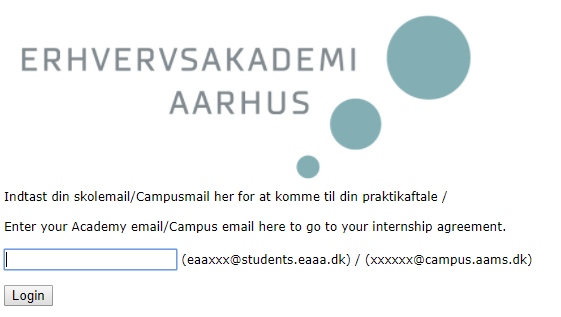 ERHVERVSAKADEMI
AARHUS
Indtast din skolemail/Campusmail her for at komme til din praktikaftale /
Enter your Academy email/Campus email here to go to your internship agreement.
(eaaxxx@students.eaaa.dk) / (xxxxxx@campus.aams.dk)
Login